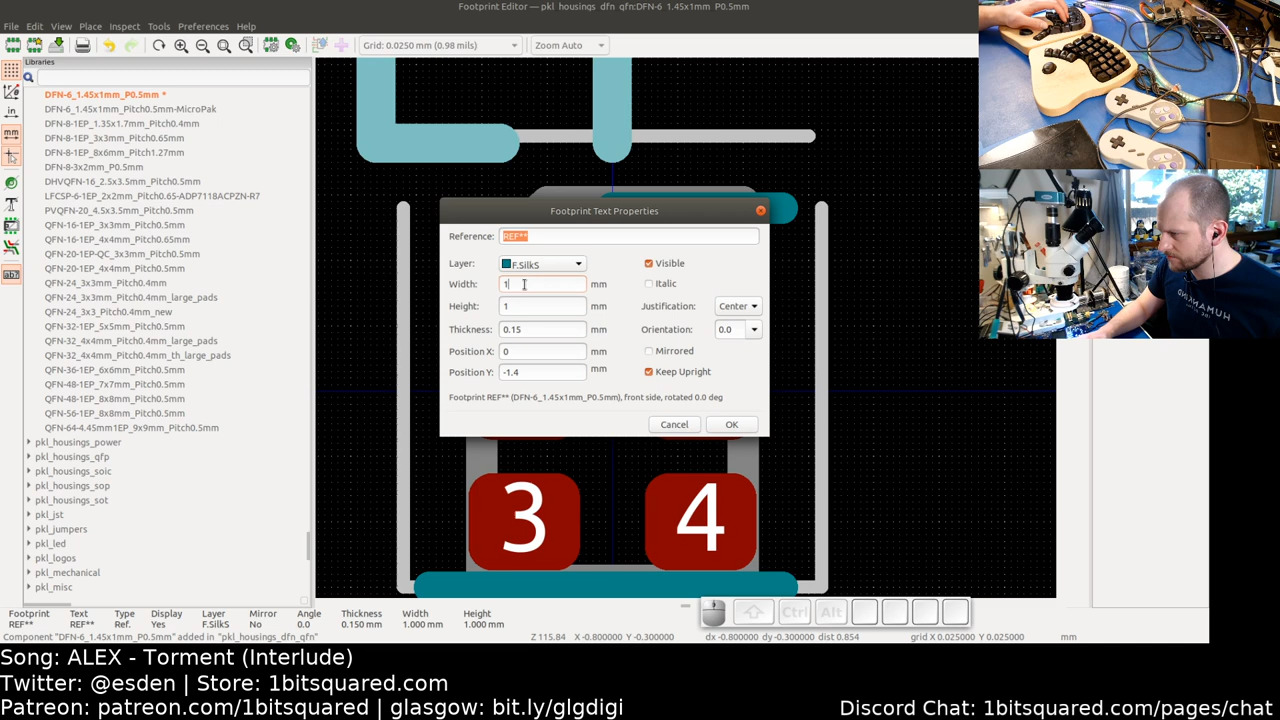 Footprint Editor — pkl_housings_dfn_qfn:DFN-6_1.45x1mm_P0.5mm
File Edit View Place Inspect Tools Preferences Help
Grid: 0.0250 mm (0.98 mils) Zoom Auto
Libraries
DFN-6_1.45x1mm_P0.5mm *
DFN-6_1.45x1mm_Pitch0.5mm-MicroPak
DFN-8-1EP_1.35x1.7mm_Pitch0.4mm
DFN-8-1EP_3x3mm_Pitch0.65mm
DFN-8-1EP_8x6mm_Pitch1.27mm
DFN-8-3x2mm_P0.5mm
DHVQFN-16_2.5x3.5mm_Pitch0.5mm
LFCSP-6-1EP_2x2mm_Pitch0.65-ADP7118ACPZN-R7
PVQFN-20_4.5x3.5mm_Pitch0.5mm
QFN-16-1EP_3x3mm_Pitch0.5mm
QFN-16-1EP_4x4mm_Pitch0.65mm
QFN-20-1EP-QC_3x3mm_Pitch0.5mm
QFN-20-1EP_4x4mm_Pitch0.5mm
QFN-24_3x3mm_Pitch0.4mm
QFN-24_3x3mm_Pitch0.4mm_large_pads
QFN-24_3x3_Pitch0.4mm_new
QFN-32-1EP_5x5mm_Pitch0.5mm
QFN-32_4x4mm_Pitch0.4mm_large_pads
QFN-32_4x4mm_Pitch0.4mm_th_large_pads
QFN-36-1EP_6x6mm_Pitch0.5mm
QFN-48-1EP_7x7mm_Pitch0.5mm
QFN-48-1EP_8x8mm_Pitch0.5mm
QFN-56-1EP_8x8mm_Pitch0.5mm
QFN-64-4.45mm1EP_9x9mm_Pitch0.5mm
pkl_housings_power
pkl_housings_qfp
pkl_housings_soic
pkl_housings_sop
pkl_housings_sot
pkl_jst
pkl_jumpers
pkl_led
pkl_logos
pkl_mechanical
pkl_misc
in
mm
Footprint Text Properties
Reference: REF**
Layer: F.SilkS Visible
Width: 1 mm Italic
Height: 1 mm Justification: Center
Thickness: 0.15 mm Orientation: 0.0
Position X: 0 mm Mirrored
Position Y: -1.4 mm Keep Upright
Footprint REF** (DFN-6_1.45x1mm_P0.5mm), front side, rotated 0.0 deg
Cancel OK
3 4
Ctrl Alt
HUMAN
Footprint Text Type Display Layer Mirror Angle Thickness Width Height
REF** REF** Ref. Yes F.SilkS No 0.0 0.150 mm 1.000 mm 1.000 mm
Component "DFN-6_1.45x1mm_P0.5mm" added in "pkl_housings_dfn_qfn" Z 115.84 X -0.800000 Y -0.300000 dx -0.800000 dy -0.300000 dist 0.854 grid X 0.025000 Y 0.025000 mm
Song: ALEX - Torment (Interlude)
Twitter: @esden | Store: 1bitsquared.com
Patreon: patreon.com/1bitsquared | glasgow: bit.ly/glgdigi
Discord Chat: 1bitsquared.com/pages/chat